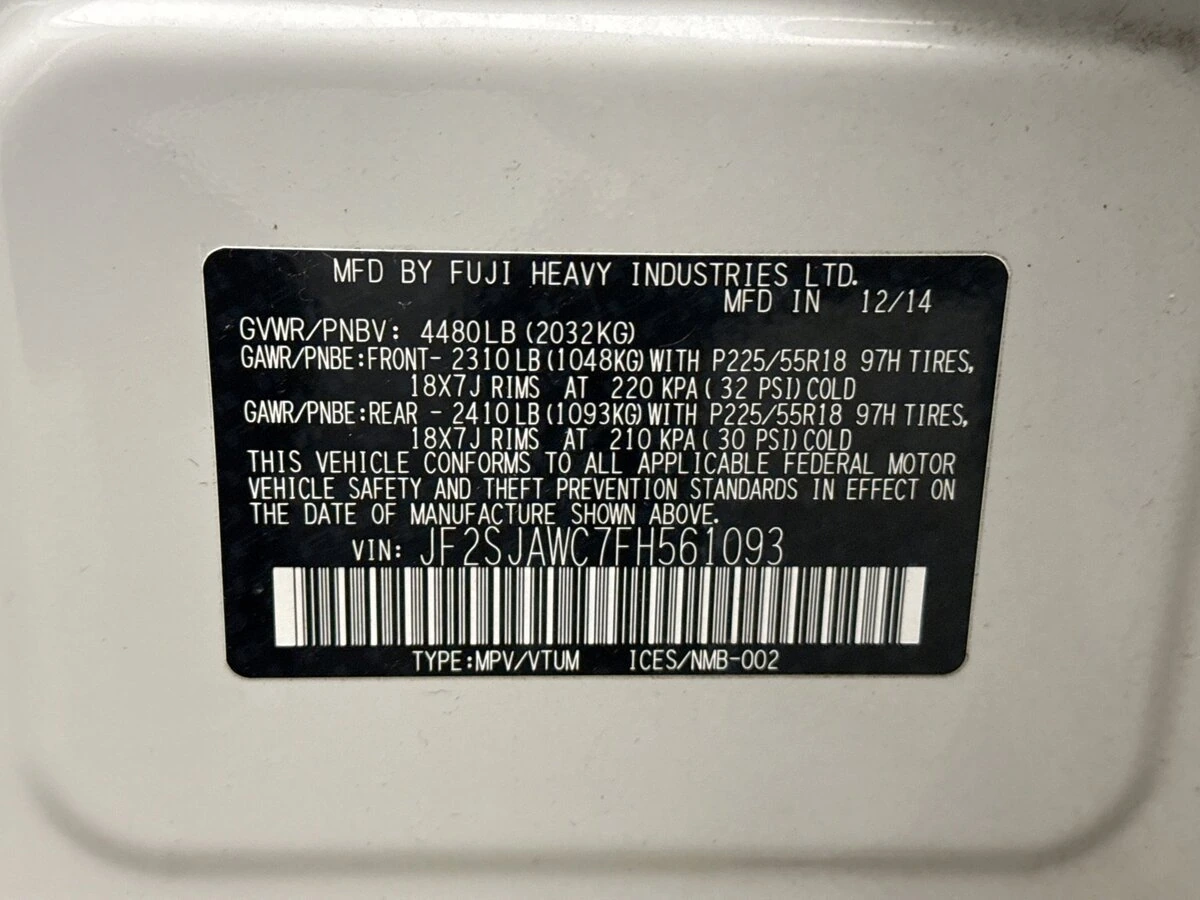 MFD BY FUJI HEAVY INDUSTRIES LTD.
MFD IN 12/14
GVWR/PNBV: 4480LB(2032KG)
GAWR/PNBE:FRONT- 2310LB(1048KG)WITH P225/55R18 97H TIRES,
18X7J RIMS AT 220 KPA(32 PSI)COLD
GAWR/PNBE:REAR - 2410LB(1093KG)WITH P225/55R18 97H TIRES,
18X7J RIMS AT 210 KPA(30 PSI)COLD
THIS VEHICLE CONFORMS TO ALL APPLICABLE FEDERAL MOTOR
VEHICLE SAFETY AND THEFT PREVENTION STANDARDS IN EFFECT ON
THE DATE OF MANUFACTURE SHOWN ABOVE.
VIN: JF2SJAWC7FH561093
TYPE:MPV/VTUM ICES/NMB-002